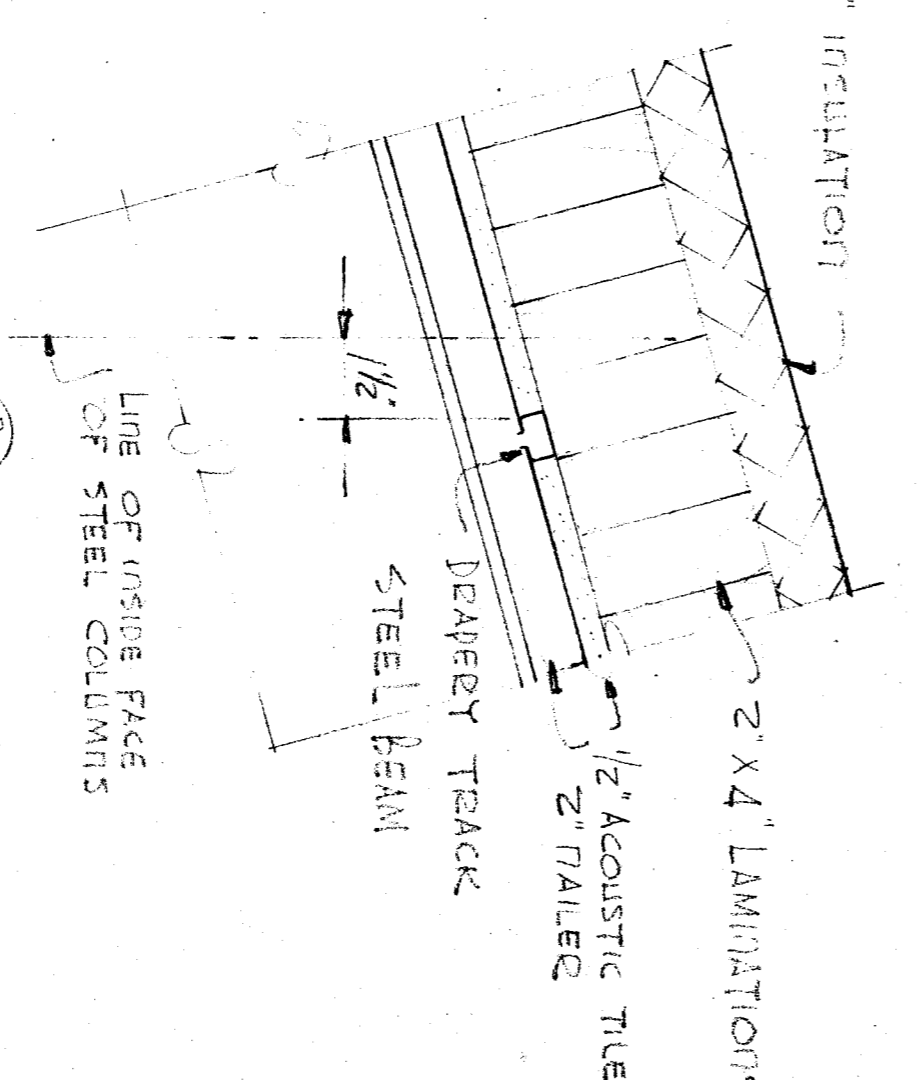 " INSULATION
2" X 4" LAMINATIONS
1/2" ACOUSTIC TILE
2" NAILER
DRAPERY TRACK
STEEL BEAM
1 1/2"
LINE OF INSIDE FACE
OF STEEL COLUMNS